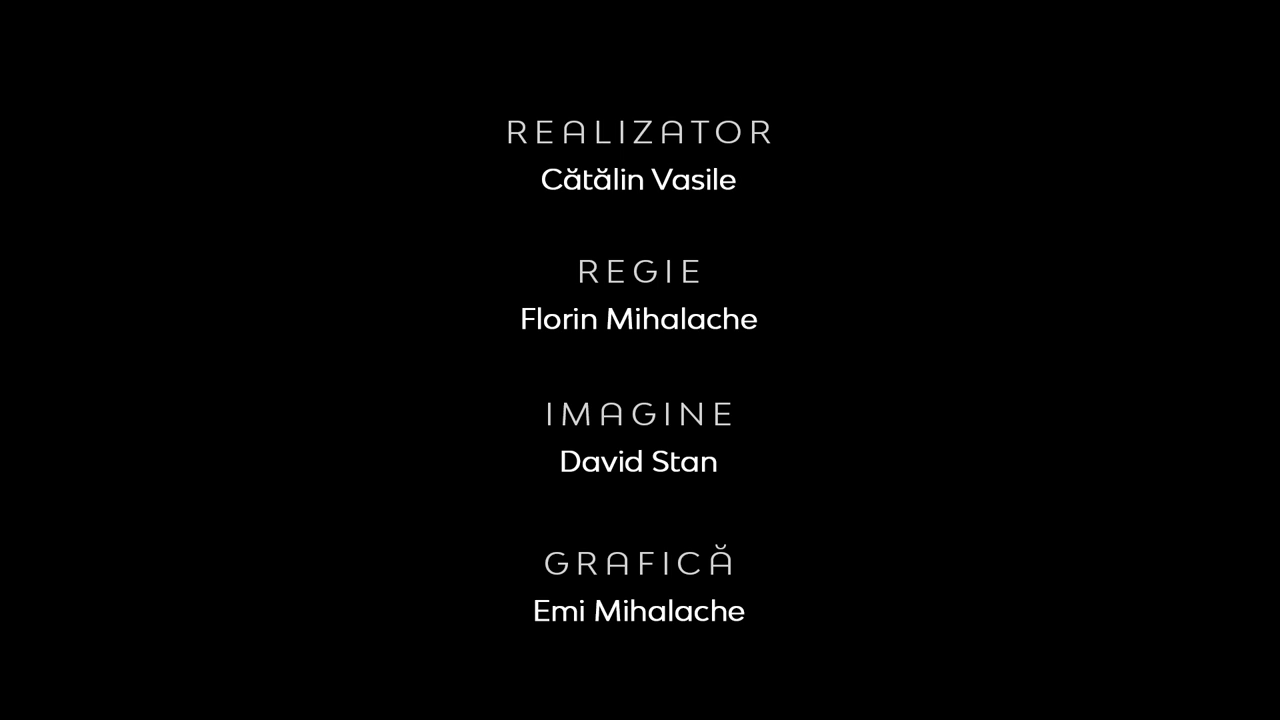 REALIZATOR
Cătălin Vasile
REGIE
Florin Mihalache
IMAGINE
David Stan
GRAFICĂ
Emi Mihalache